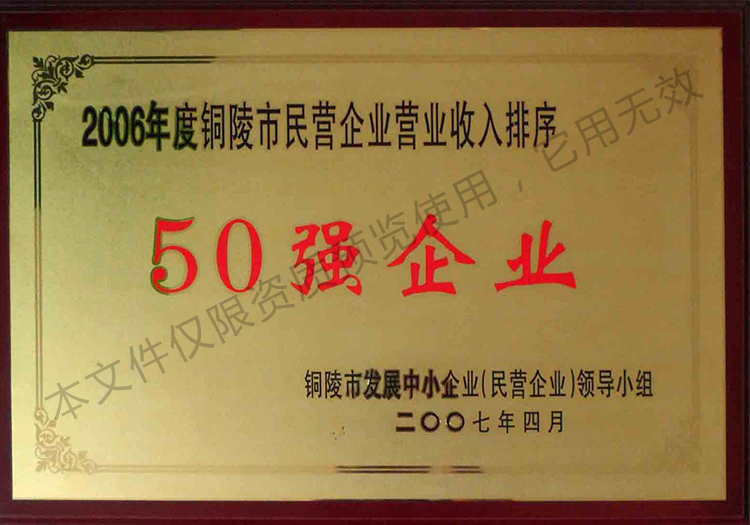 2006年度铜陵市民营企业营业收入排序
50强企业
铜陵市发展中小企业(民营企业)领导小组
二〇〇七年四月
本文件仅限资质预览使用，它用无效